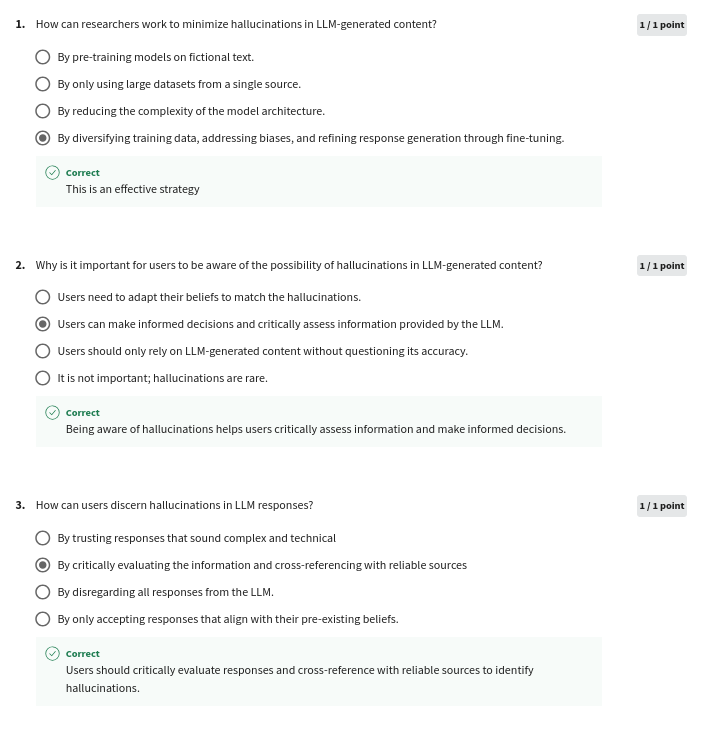 1. How can researchers work to minimize hallucinations in LLM-generated content? 1 / 1 point
By pre-training models on fictional text.
By only using large datasets from a single source.
By reducing the complexity of the model architecture.
By diversifying training data, addressing biases, and refining response generation through fine-tuning.
Correct
This is an effective strategy
2. Why is it important for users to be aware of the possibility of hallucinations in LLM-generated content? 1 / 1 point
Users need to adapt their beliefs to match the hallucinations.
Users can make informed decisions and critically assess information provided by the LLM.
Users should only rely on LLM-generated content without questioning its accuracy.
It is not important; hallucinations are rare.
Correct
Being aware of hallucinations helps users critically assess information and make informed decisions.
3. How can users discern hallucinations in LLM responses? 1 / 1 point
By trusting responses that sound complex and technical
By critically evaluating the information and cross-referencing with reliable sources
By disregarding all responses from the LLM.
By only accepting responses that align with their pre-existing beliefs.
Correct
Users should critically evaluate responses and cross-reference with reliable sources to identify
hallucinations.